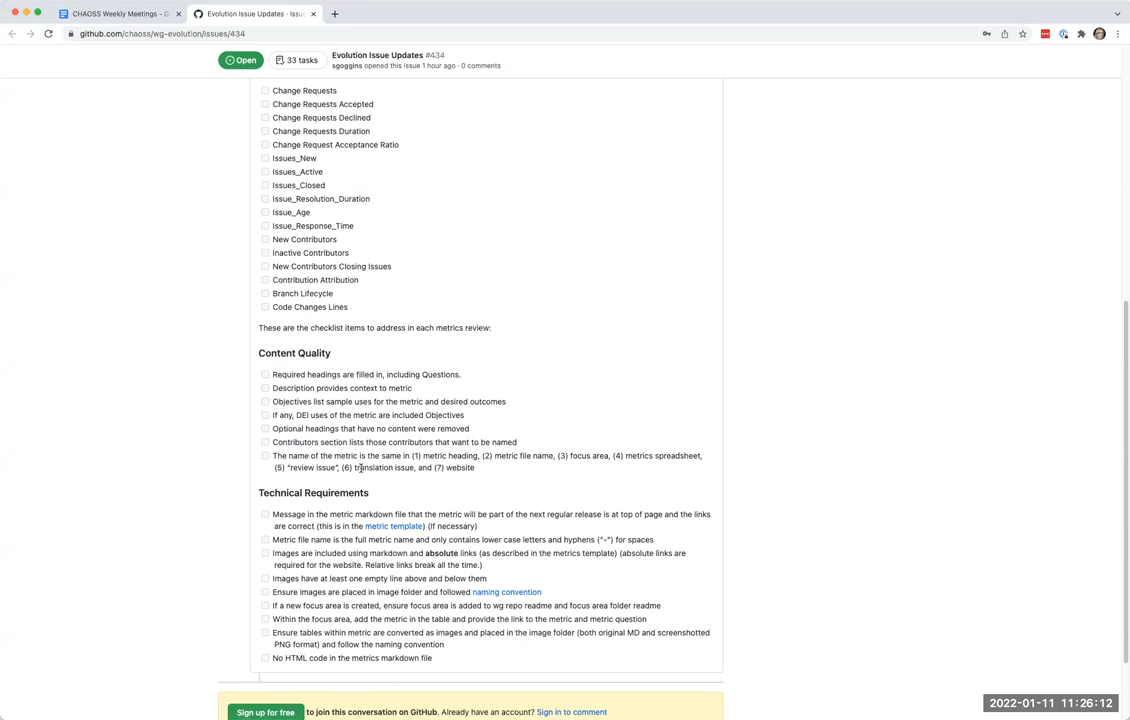 CHAOSS Weekly Meetings - G
Evolution Issue Updates · Issu
github.com/chaoss/wg-evolution/issues/434
Open
33 tasks
Evolution Issue Updates #434
sgoggins opened this issue 1 hour ago · 0 comments
Change Requests
Change Requests Accepted
Change Requests Declined
Change Requests Duration
Change Request Acceptance Ratio
Issues_New
Issues_Active
Issues_Closed
Issue_Resolution_Duration
Issue_Age
Issue_Response_Time
New Contributors
Inactive Contributors
New Contributors Closing Issues
Contribution Attribution
Branch Lifecycle
Code Changes Lines
These are the checklist items to address in each metrics review:
Content Quality
Required headings are filled in, including Questions.
Description provides context to metric
Objectives list sample uses for the metric and desired outcomes
If any, DEI uses of the metric are included Objectives
Optional headings that have no content were removed
Contributors section lists those contributors that want to be named
The name of the metric is the same in (1) metric heading, (2) metric file name, (3) focus area, (4) metrics spreadsheet,
(5) "review issue", (6) translation issue, and (7) website
Technical Requirements
Message in the metric markdown file that the metric will be part of the next regular release is at top of page and the links
are correct (this is in the metric template) (if necessary)
Metric file name is the full metric name and only contains lower case letters and hyphens ("-") for spaces
Images are included using markdown and absolute links (as described in the metrics template) (absolute links are
required for the website. Relative links break all the time.)
Images have at least one empty line above and below them
Ensure images are placed in image folder and followed naming convention
If a new focus area is created, ensure focus area is added to wg repo readme and focus area folder readme
Within the focus area, add the metric in the table and provide the link to the metric and metric question
Ensure tables within metric are converted as images and placed in the image folder (both original MD and screenshotted
PNG format) and follow the naming convention
No HTML code in the metrics markdown file
Sign up for free to join this conversation on GitHub. Already have an account? Sign in to comment
2022-01-11 11:26:12